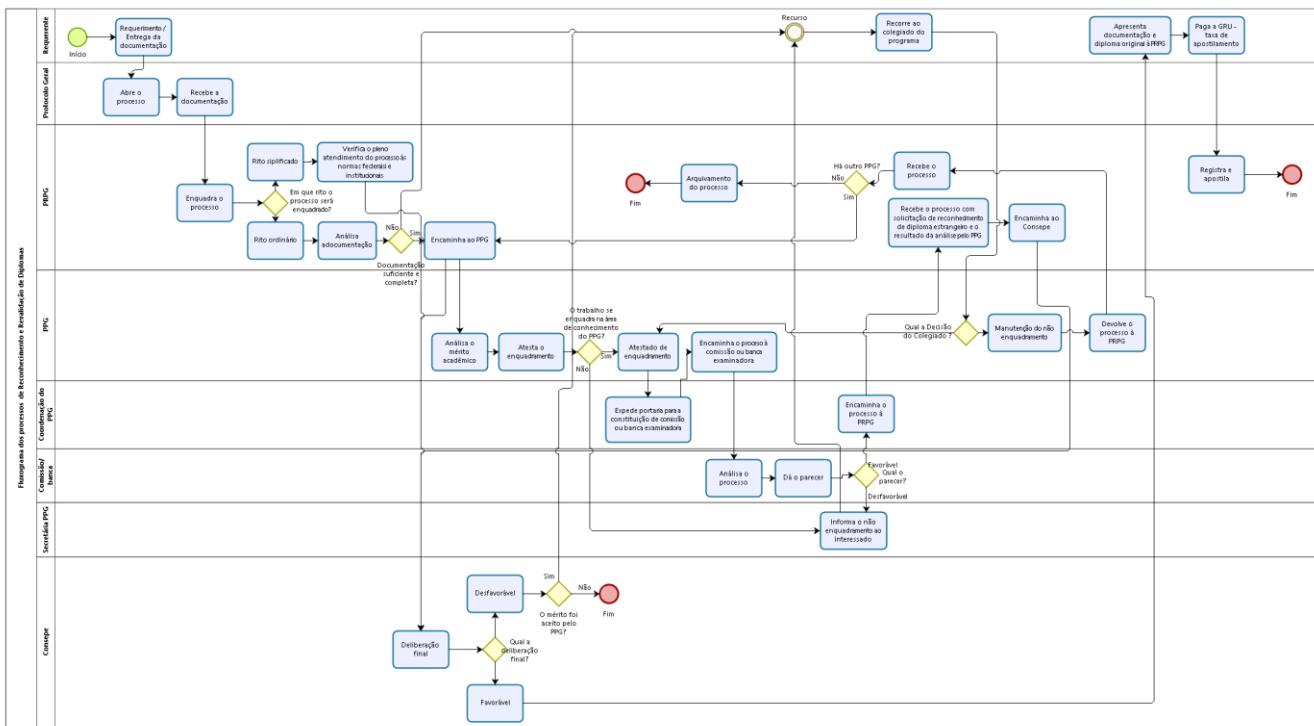 Fluxograma dos processos de Reconhecimento e Revalidação de Diplomas
Requerente
Início
Requerimento /
Entrega da
documentação
Recurso
Recorre ao
colegiado do
programa
Apresenta
documentação e
diploma original à PRPG
Paga a GRU -
taxa de
apostilamento
Protocolo Geral
Abre o
processo
Recebe a
documentação
PRPG
Enquadra o
processo
Rito siplificado
Em que rito o
processo será
enquadrado?
Rito ordinário
Verifica o pleno
atendimento do processo às
normas federais e
institucionais
Análisa
adocumentação
Não
Sim
Documentação
suficiente e
completa?
Encaminha ao PPG
Fim
Arquivamento
do processo
Há outro PPG?
Não
Sim
Recebe o
processo
Recebe o processo com
solicitação de reconhecimento
de diploma estrangeiro e o
resultado da análise pelo PPG
Encaminha ao
Consepe
Registra e
apostila
Fim
PPG
Análisa o
mérito
acadêmico
Atesta o
enquadramento
O trabalho se
enquadra na área
de conhecimento
do PPG?
Sim
Não
Atestado de
enquadramento
Encaminha o processo à
comissão ou banca
examinadora
Qual a Decisão
do Colegiado ?
Manutenção do não
enquadramento
Devolve o
processo à
PRPG
Coordenação do
PPG
Expede portaria para a
constituição de comissão
ou banca examinadora
Encaminha o
processo à
PRPG
Comissão/
banca
Análisa o
processo
Dá o parecer
Favorável
Qual o
parecer?
Desfavorável
Secretária PPG
Informa o não
enquadramento ao
interessado
Consepe
Deliberação
final
Desfavorável
Qual a
deliberação
final?
Favorável
Sim
Não
O mérito foi
aceito pelo
PPG?
Fim